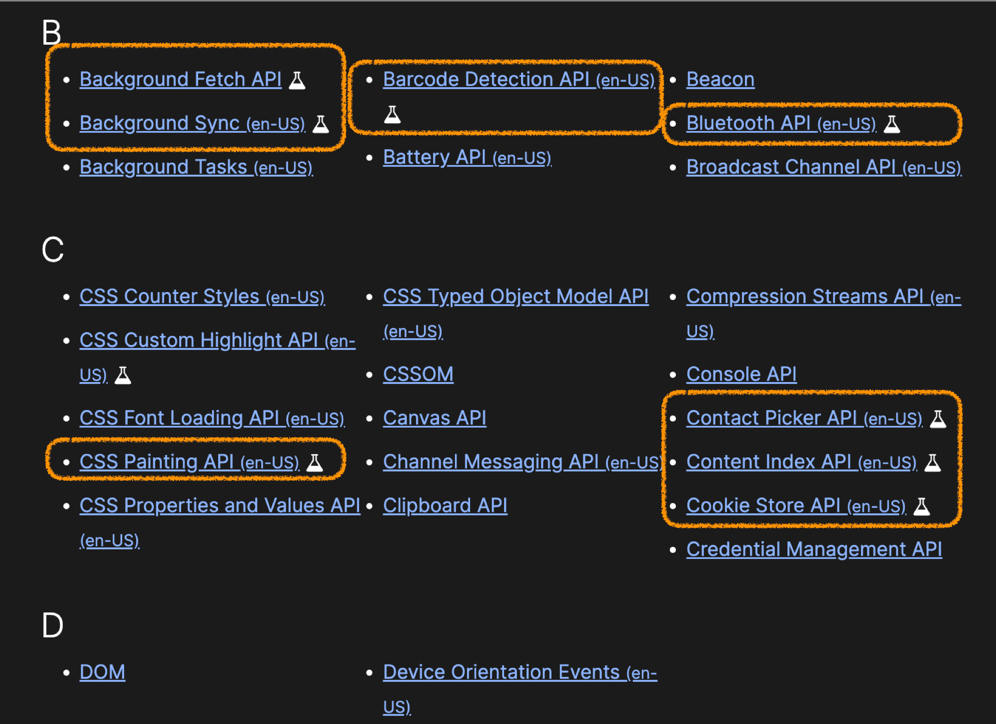 B
Background Fetch API
Background Sync (en-US)
Background Tasks (en-US)
Barcode Detection API (en-US)
Battery API (en-US)
Beacon
Bluetooth API (en-US)
Broadcast Channel API (en-US)
C
CSS Counter Styles (en-US)
CSS Custom Highlight API (en-
US)
CSS Font Loading API (en-US)
CSS Painting API (en-US)
CSS Properties and Values API
(en-US)
CSS Typed Object Model API
(en-US)
CSSOM
Canvas API
Channel Messaging API (en-US)
Clipboard API
Compression Streams API (en-
US)
Console API
Contact Picker API (en-US)
Content Index API (en-US)
Cookie Store API (en-US)
Credential Management API
D
DOM
Device Orientation Events (en-
US)